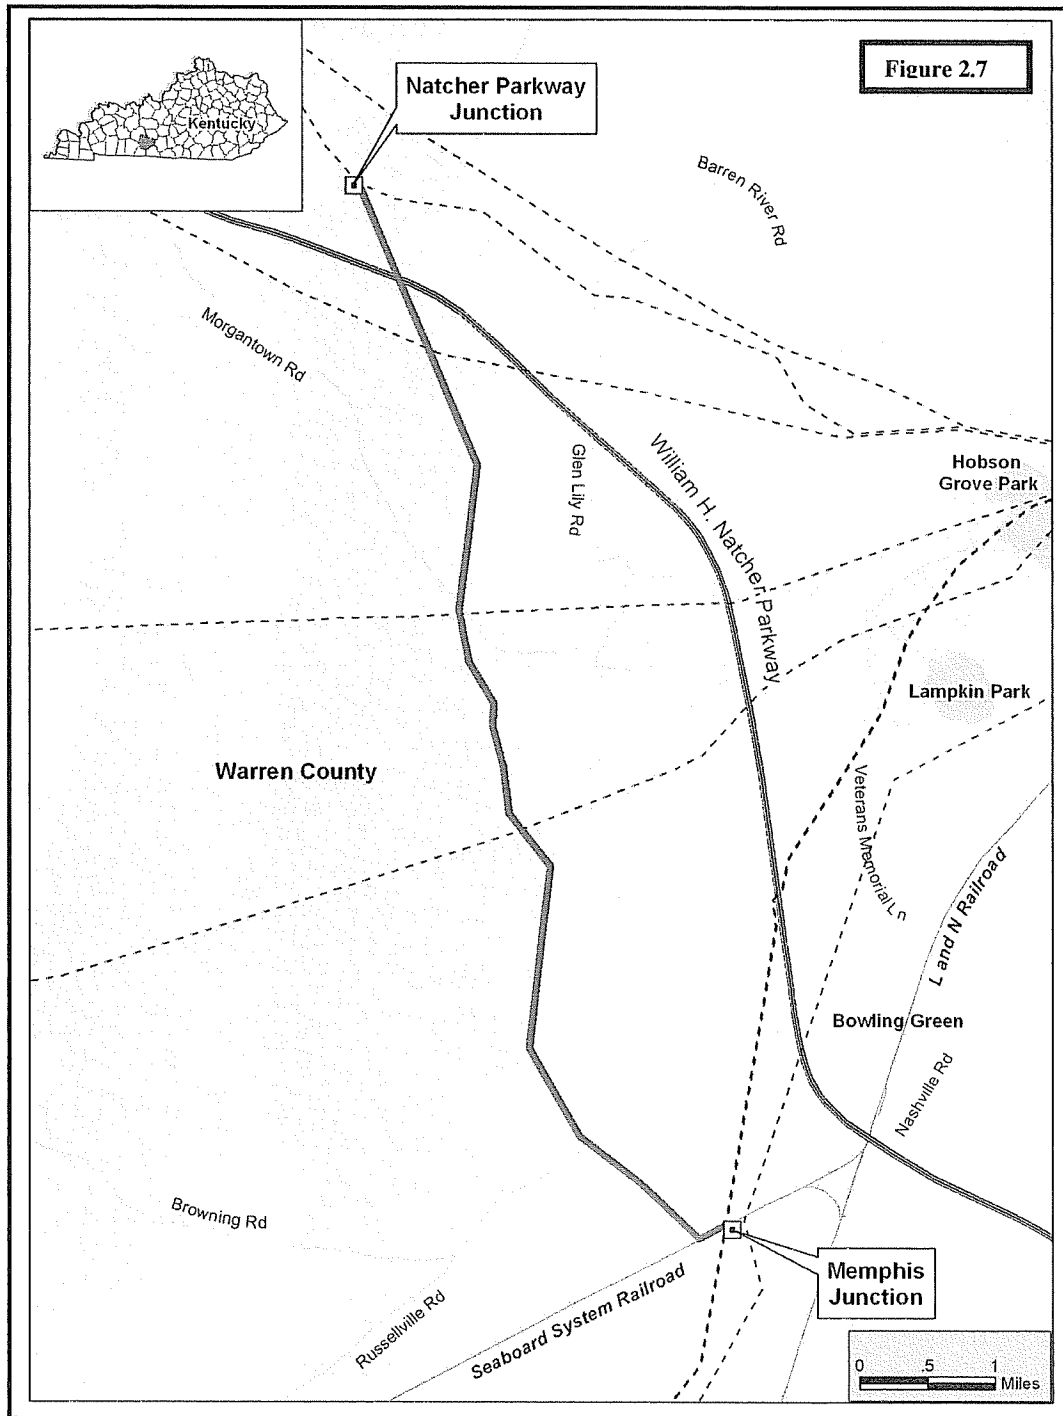 Figure 2.7
Kentucky
Natcher Parkway
Junction
Barren River Rd
Morgantown Rd
Glen Lily Rd
William H. Natcher Parkway
Hobson
Grove Park
Lampkin Park
Warren County
Veterans Memorial Ln
L and N Railroad
Bowling Green
Nashville Rd
Browning Rd
Russellville Rd
Seaboard System Railroad
Memphis
Junction
0 .5 1
Miles